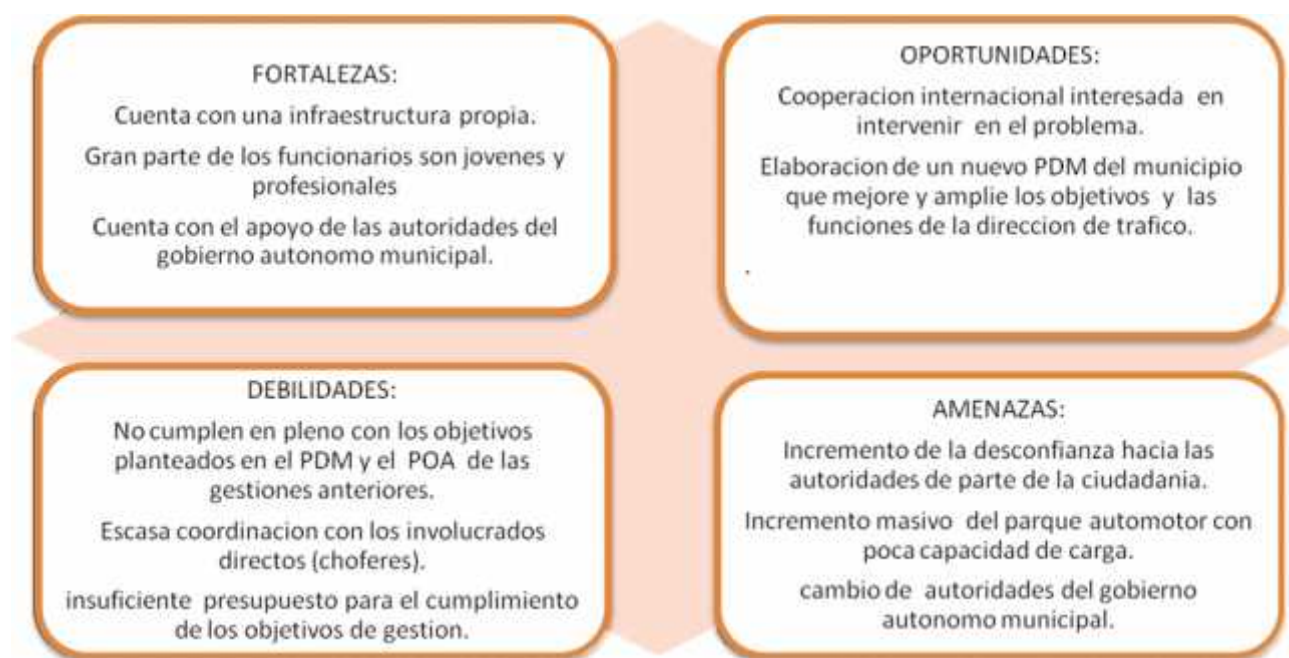 FORTALEZAS:
Cuenta con una infraestructura propia.
Gran parte de los funcionarios son jovenes y
profesionales
Cuenta con el apoyo de las autoridades del
gobierno autonomo municipal.
OPORTUNIDADES:
Cooperacion internacional interesada en
intervenir en el problema.
Elaboracion de un nuevo PDM del municipio
que mejore y amplie los objetivos y las
funciones de la direccion de trafico.
.
DEBILIDADES:
No cumplen en pleno con los objetivos
planteados en el PDM y el POA de las
gestiones anteriores.
Escasa coordinacion con los involucrados
directos (choferes).
insuficiente presupuesto para el cumplimiento
de los objetivos de gestion.
AMENAZAS:
Incremento de la desconfianza hacia las
autoridades de parte de la ciudadania.
Incremento masivo del parque automotor con
poca capacidad de carga.
cambio de autoridades del gobierno
autonomo municipal.